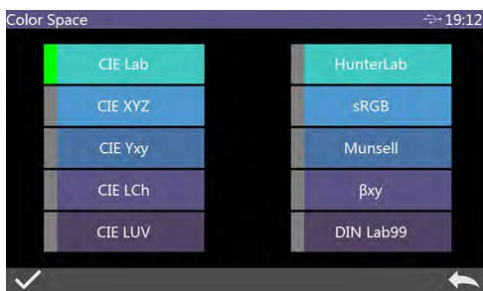 Color Space 19:12
CIE Lab
HunterLab
CIE XYZ
sRGB
CIE Yxy
Munsell
CIE LCh
βxy
CIE LUV
DIN Lab99